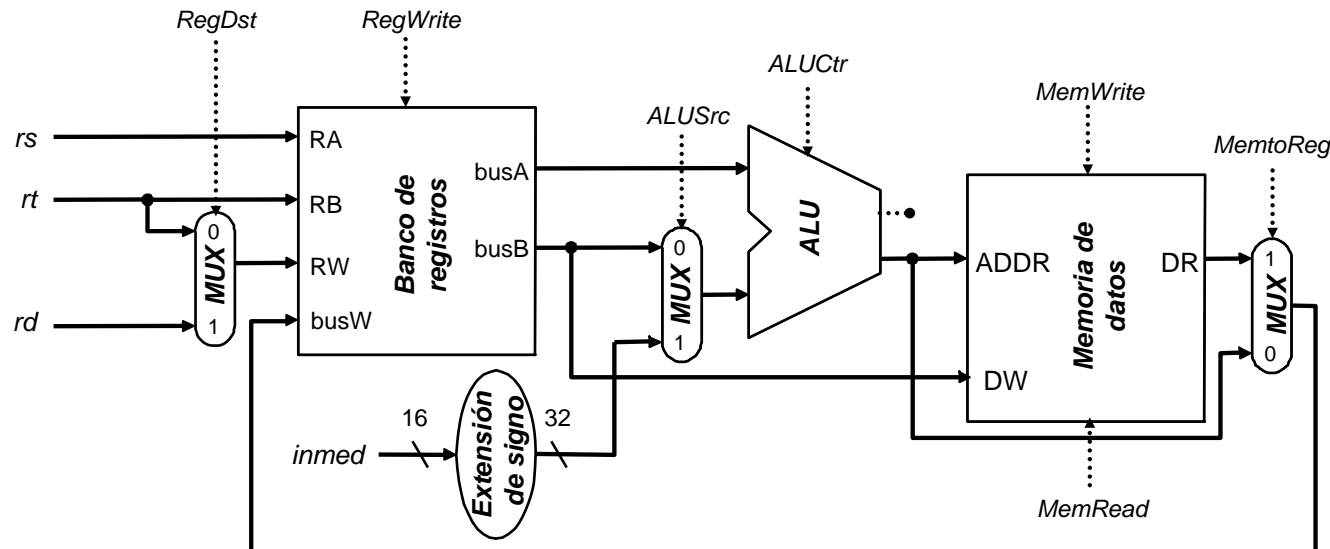 RegDst
RegWrite
ALUCtr
ALUSrc
MemWrite
MemtoReg
rs
rt
rd
0
MUX
1
RA
RB
RW
busW
Banco de
registros
busA
busB
0
MUX
1
ALU
ADDR
DW
Memoria de
datos
DR
1
MUX
0
inmed
16
Extensión
de signo
32
MemRead